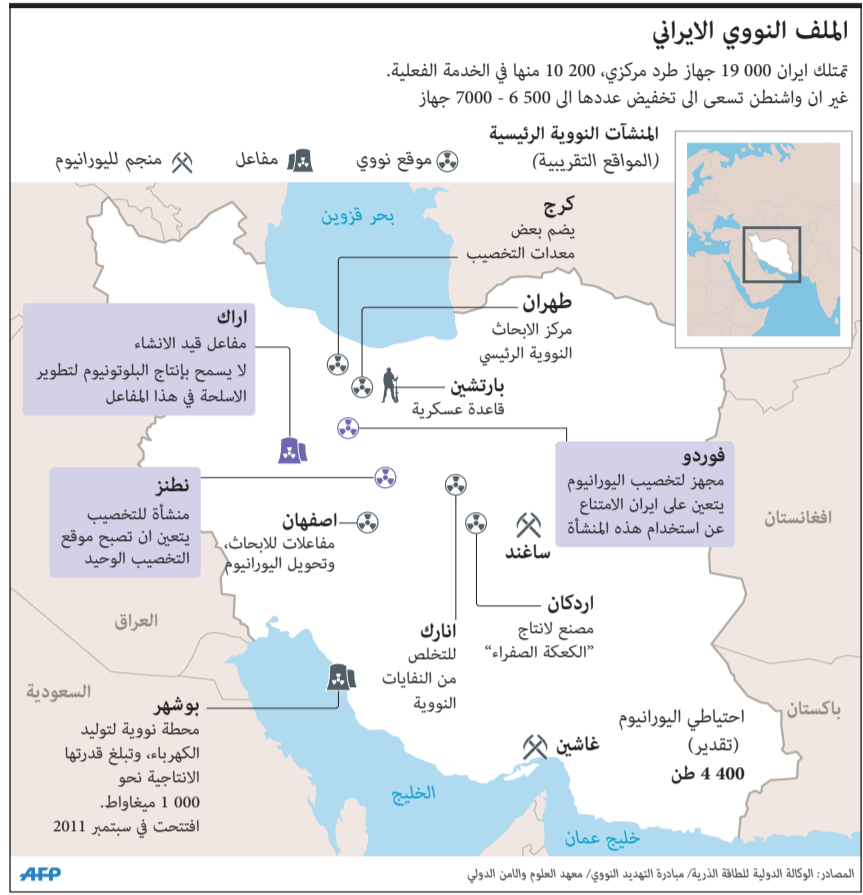 الملف النووي الايراني
تمتلك ايران 000 19 جهاز طرد مركزي، 200 10 منها في الخدمة الفعلية.
غير ان واشنطن تسعى الى تخفيض عددها الى 500 6 - 7000 جهاز
المنشآت النووية الرئيسية
(المواقع التقريبية)
موقع نووي
مفاعل
منجم لليورانيوم
بحر قزوين
كرج
يضم بعض
معدات التخصيب
طهران
مركز الابحاث
النووية الرئيسي
بارتشين
قاعدة عسكرية
اراك
مفاعل قيد الانشاء
لا يسمح بإنتاج البلوتونيوم لتطوير
الاسلحة في هذا المفاعل
فوردو
مجهز لتخصيب اليورانيوم
يتعين على ايران الامتناع
عن استخدام هذه المنشأة
نطنز
منشأة للتخصيب
يتعين ان تصبح موقع
التخصيب الوحيد
اصفهان
مفاعلات للابحاث،
وتحويل اليورانيوم
ساغند
افغانستان
اردكان
مصنع لانتاج
"الكعكة الصفراء"
انارك
للتخلص
من النفايات
النووية
العراق
السعودية
باكستان
بوشهر
محطة نووية لتوليد
الكهرباء، وتبلغ قدرتها
الانتاجية نحو
000 1 ميغاواط.
افتتحت في سبتمبر 2011
احتياطي اليورانيوم
(تقدير)
400 4 طن
غاشين
الخليج
خليج عمان
المصادر: الوكالة الدولية للطاقة الذرية/ مبادرة التهديد النووي/ معهد العلوم والامن الدولي
AFP